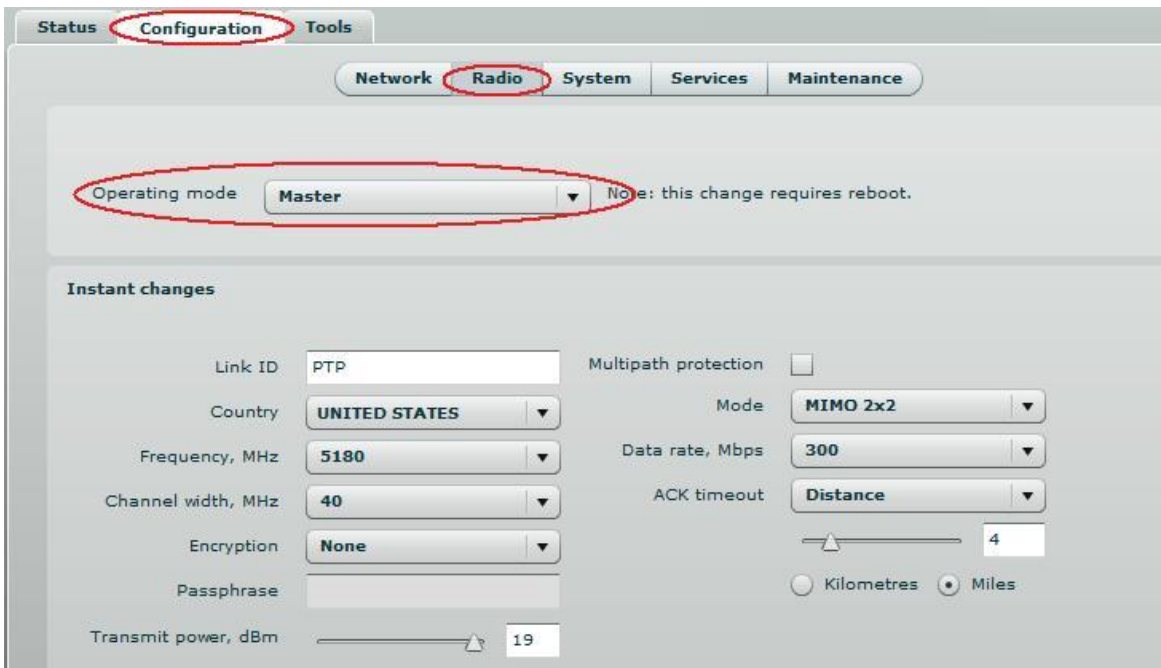 Status Configuration Tools
Network Radio System Services Maintenance
Operating mode Master Note: this change requires reboot.
Instant changes
Link ID PTP Multipath protection
Country UNITED STATES Mode MIMO 2x2
Frequency, MHz 5180 Data rate, Mbps 300
Channel width, MHz 40 ACK timeout Distance
Encryption None 4
Passphrase Kilometres Miles
Transmit power, dBm 19